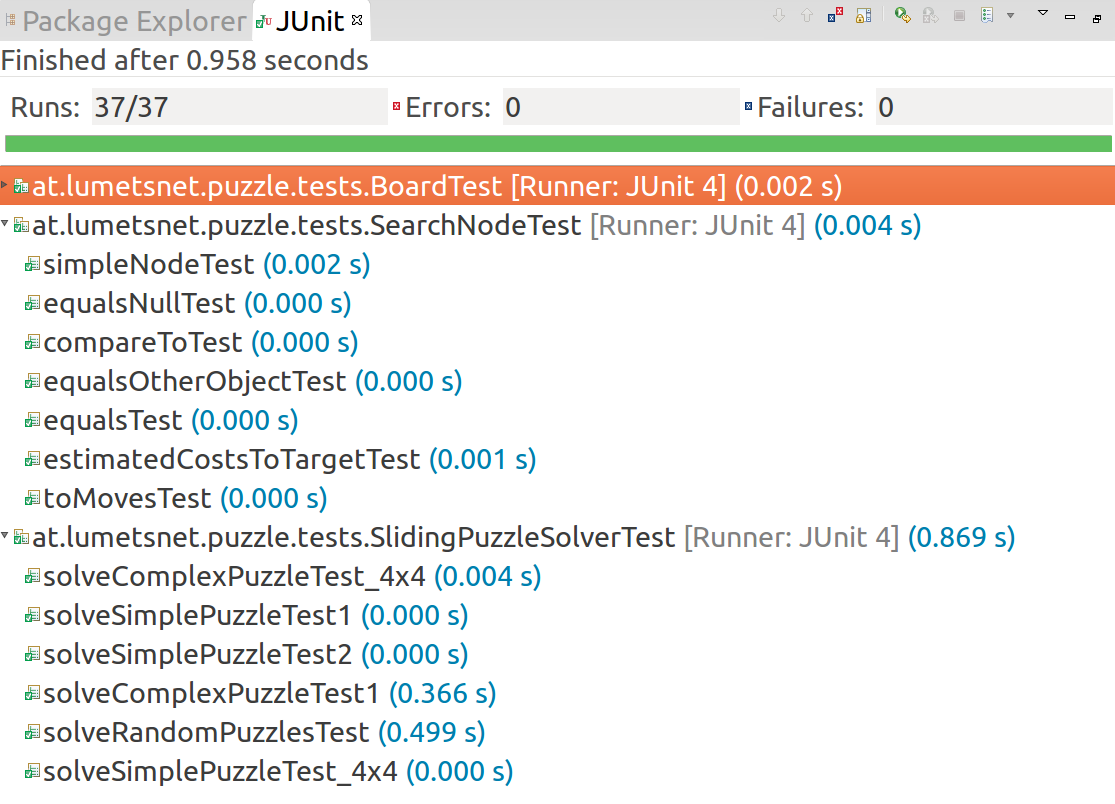 Package Explorer JUnit
Finished after 0.958 seconds
Runs: 37/37 Errors: 0 Failures: 0
at.lumetsnet.puzzle.tests.BoardTest [Runner: JUnit 4] (0.002 s)
at.lumetsnet.puzzle.tests.SearchNodeTest [Runner: JUnit 4] (0.004 s)
simpleNodeTest (0.002 s)
equalsNullTest (0.000 s)
compareToTest (0.000 s)
equalsOtherObjectTest (0.000 s)
equalsTest (0.000 s)
estimatedCostsToTargetTest (0.001 s)
toMovesTest (0.000 s)
at.lumetsnet.puzzle.tests.SlidingPuzzleSolverTest [Runner: JUnit 4] (0.869 s)
solveComplexPuzzleTest_4x4 (0.004 s)
solveSimplePuzzleTest1 (0.000 s)
solveSimplePuzzleTest2 (0.000 s)
solveComplexPuzzleTest1 (0.366 s)
solveRandomPuzzlesTest (0.499 s)
solveSimplePuzzleTest_4x4 (0.000 s)